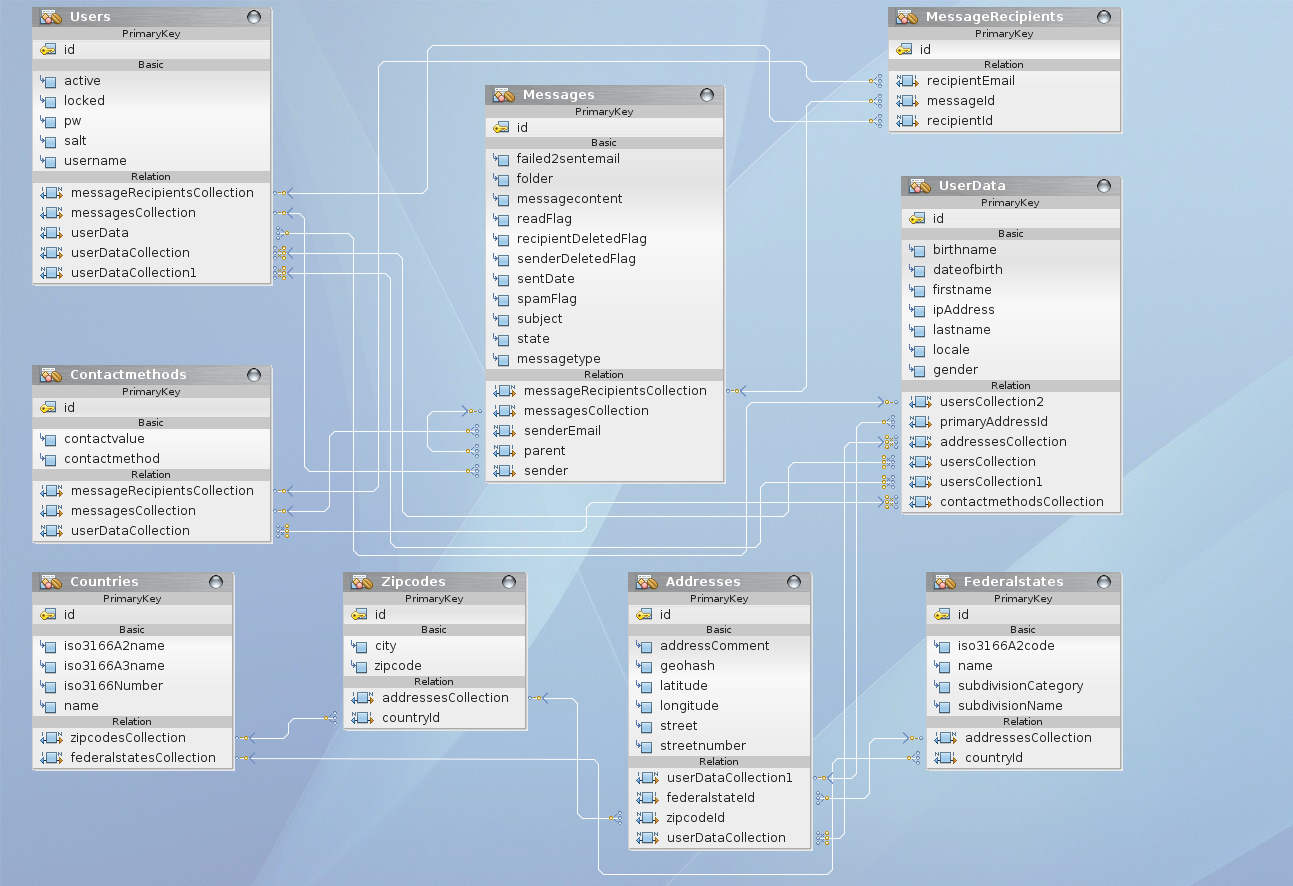 Users
PrimaryKey
id
Basic
active
locked
pw
salt
username
Relation
messageRecipientsCollection
messagesCollection
userData
userDataCollection
userDataCollection1
Messages
PrimaryKey
id
Basic
failed2sentemail
folder
messagecontent
readFlag
recipientDeletedFlag
senderDeletedFlag
sentDate
spamFlag
subject
state
messagetype
Relation
messageRecipientsCollection
messagesCollection
senderEmail
parent
sender
MessageRecipients
PrimaryKey
id
Relation
recipientEmail
messageId
recipientId
UserData
PrimaryKey
id
Basic
birthname
dateofbirth
firstname
ipAddress
lastname
locale
gender
Relation
usersCollection2
primaryAddressId
addressesCollection
usersCollection
usersCollection1
contactmethodsCollection
Contactmethods
PrimaryKey
id
Basic
contactvalue
contactmethod
Relation
messageRecipientsCollection
messagesCollection
userDataCollection
Countries
PrimaryKey
id
Basic
iso3166A2name
iso3166A3name
iso3166Number
name
Relation
zipcodesCollection
federalstatesCollection
Zipcodes
PrimaryKey
id
Basic
city
zipcode
Relation
addressesCollection
countryId
Addresses
PrimaryKey
id
Basic
addressComment
geohash
latitude
longitude
street
streetnumber
Relation
userDataCollection1
federalstateId
zipcodeId
userDataCollection
Federalstates
PrimaryKey
id
Basic
iso3166A2code
name
subdivisionCategory
subdivisionName
Relation
addressesCollection
countryId